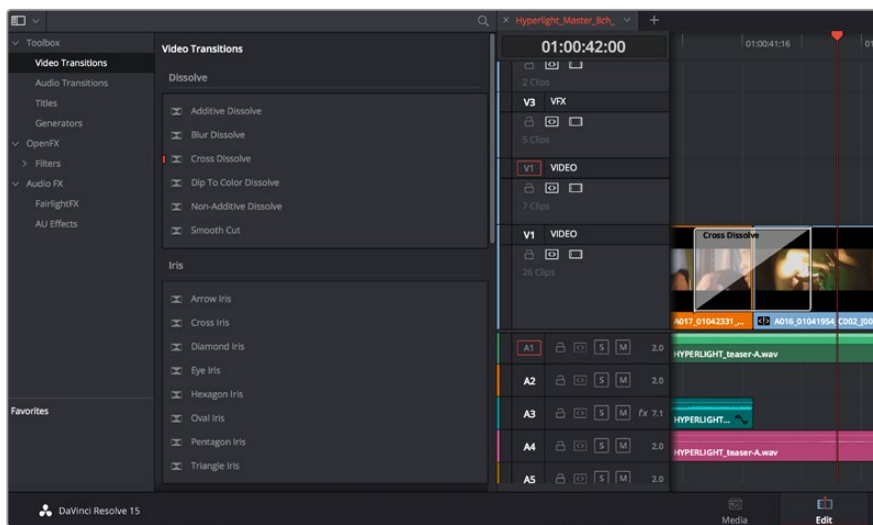 Hyperlight_Master_8ch_
Toolbox
Video Transitions
Audio Transitions
Titles
Generators
OpenFX
Filters
Audio FX
FairlightFX
AU Effects
Favorites
Video Transitions
Dissolve
Additive Dissolve
Blur Dissolve
Cross Dissolve
Dip To Color Dissolve
Non-Additive Dissolve
Smooth Cut
Iris
Arrow Iris
Cross Iris
Diamond Iris
Eye Iris
Hexagon Iris
Oval Iris
Pentagon Iris
Triangle Iris
01:00:42:00
01:00:41:16
01
2 Clips
V3 VFX
5 Clips
V1 VIDEO
7 Clips
V1 VIDEO
26 Clips
Cross Dissolve
A017_01042331_...
A016_01041954_C002_[00
A1 S M 2.0
HYPERLIGHT_teaser-A.wav
A2 S M 2.0
A3 S M fx 7.1
HYPERLIGHT...
A4 S M 2.0
HYPERLIGHT_teaser-A.wav
A5 S M 2.0
DaVinci Resolve 15
Media
Edit